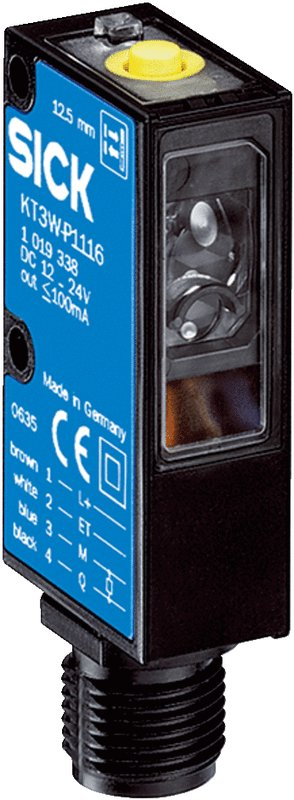 12.5 mm
SICK
KT3W-P1116
1 019 338
DC 12 - 24V
out ≤100mA
Made in Germany
0635
CE
brown 1 L+
white 2 ET
blue 3 M
black 4 Q